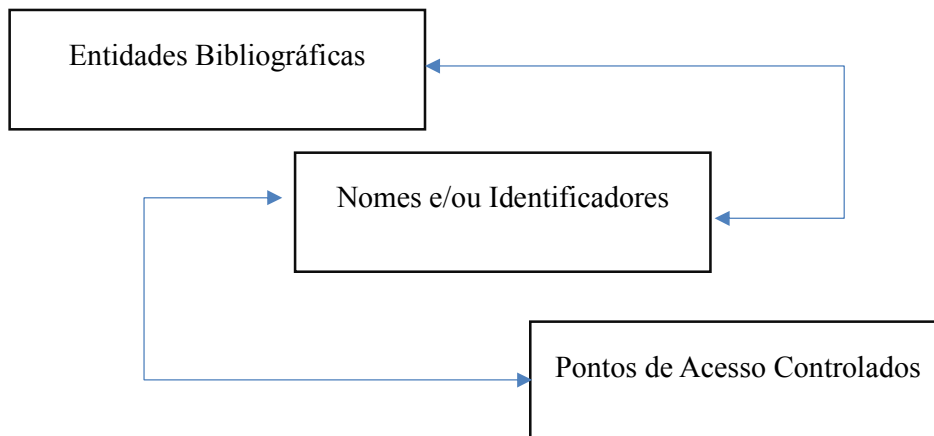 Entidades Bibliográficas
Nomes e/ou Identificadores
Pontos de Acesso Controlados